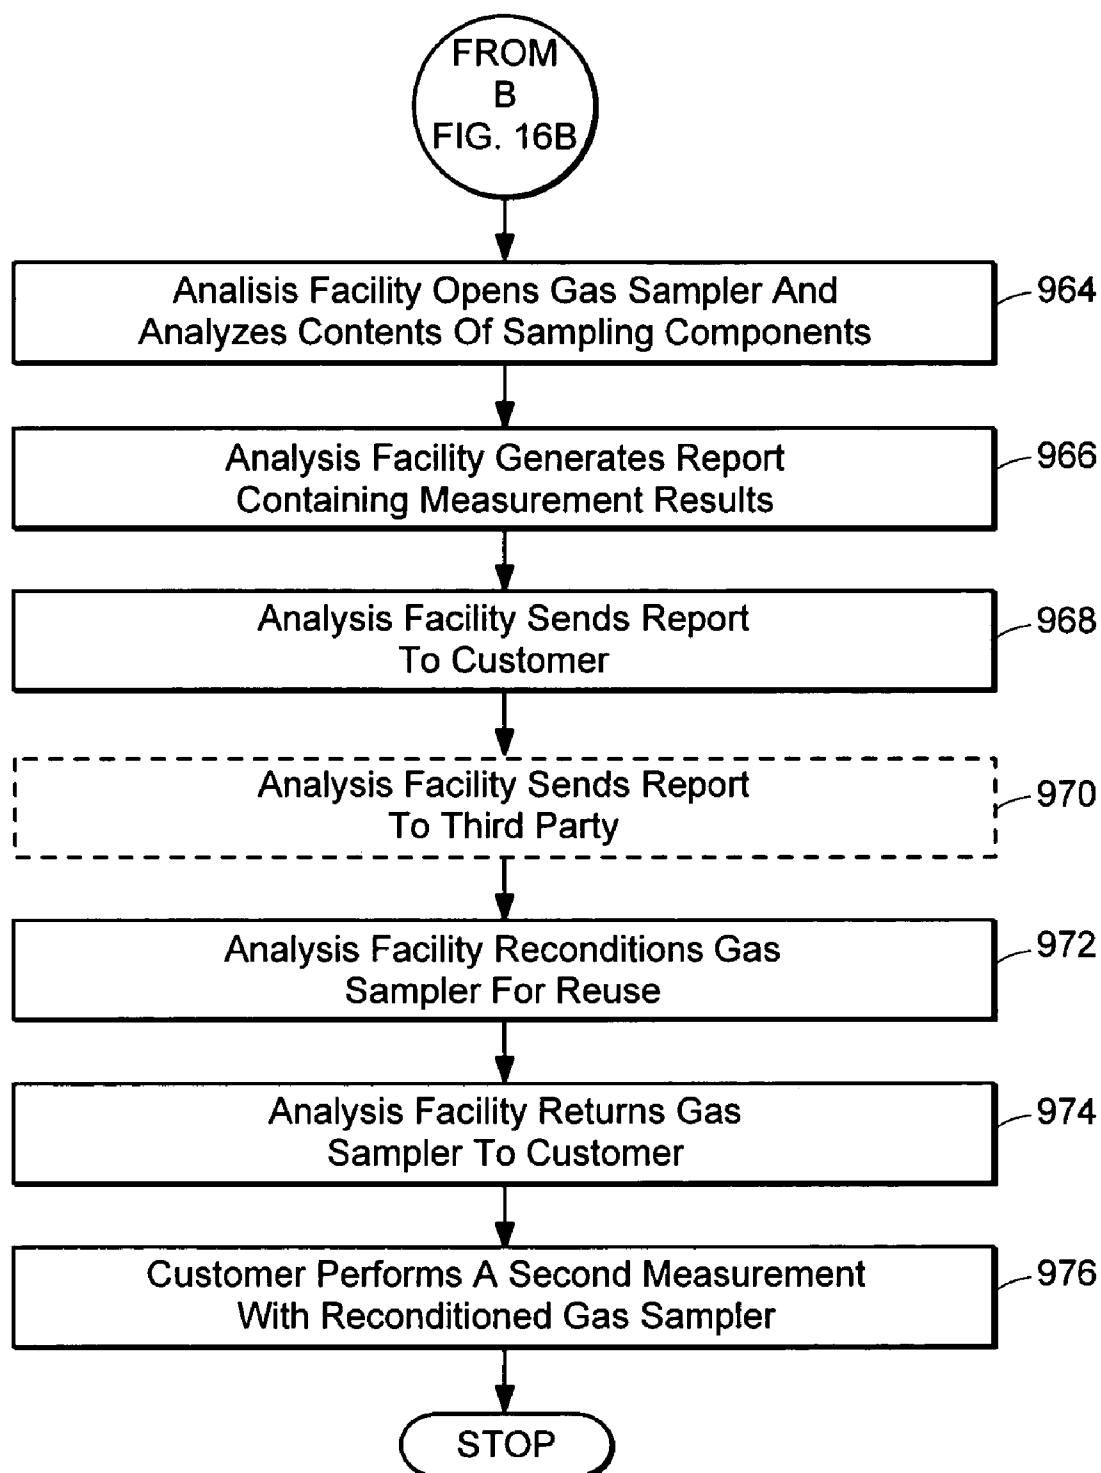 FROM
B
FIG. 16B
Analisis Facility Opens Gas Sampler And
Analyzes Contents Of Sampling Components
964
Analysis Facility Generates Report
Containing Measurement Results
966
Analysis Facility Sends Report
To Customer
968
Analysis Facility Sends Report
To Third Party
970
Analysis Facility Reconditions Gas
Sampler For Reuse
972
Analysis Facility Returns Gas
Sampler To Customer
974
Customer Performs A Second Measurement
With Reconditioned Gas Sampler
976
STOP